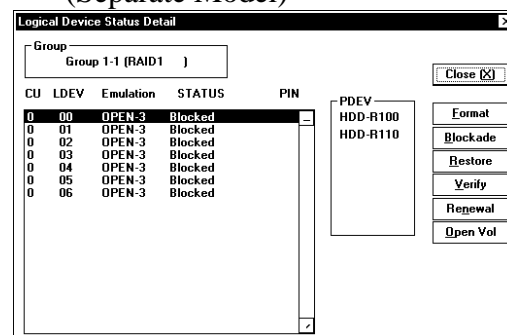 (Separate Model)
Logical Device Status Detail
Group
Group 1-1 (RAID1 )
Close (X)
CU LDEV Emulation STATUS PIN
0 00 OPEN-3 Blocked
0 01 OPEN-3 Blocked
0 02 OPEN-3 Blocked
0 03 OPEN-3 Blocked
0 04 OPEN-3 Blocked
0 05 OPEN-3 Blocked
0 06 OPEN-3 Blocked
PDEV
HDD-R100
HDD-R110
Format
Blockade
Restore
Verify
Renewal
Open Vol